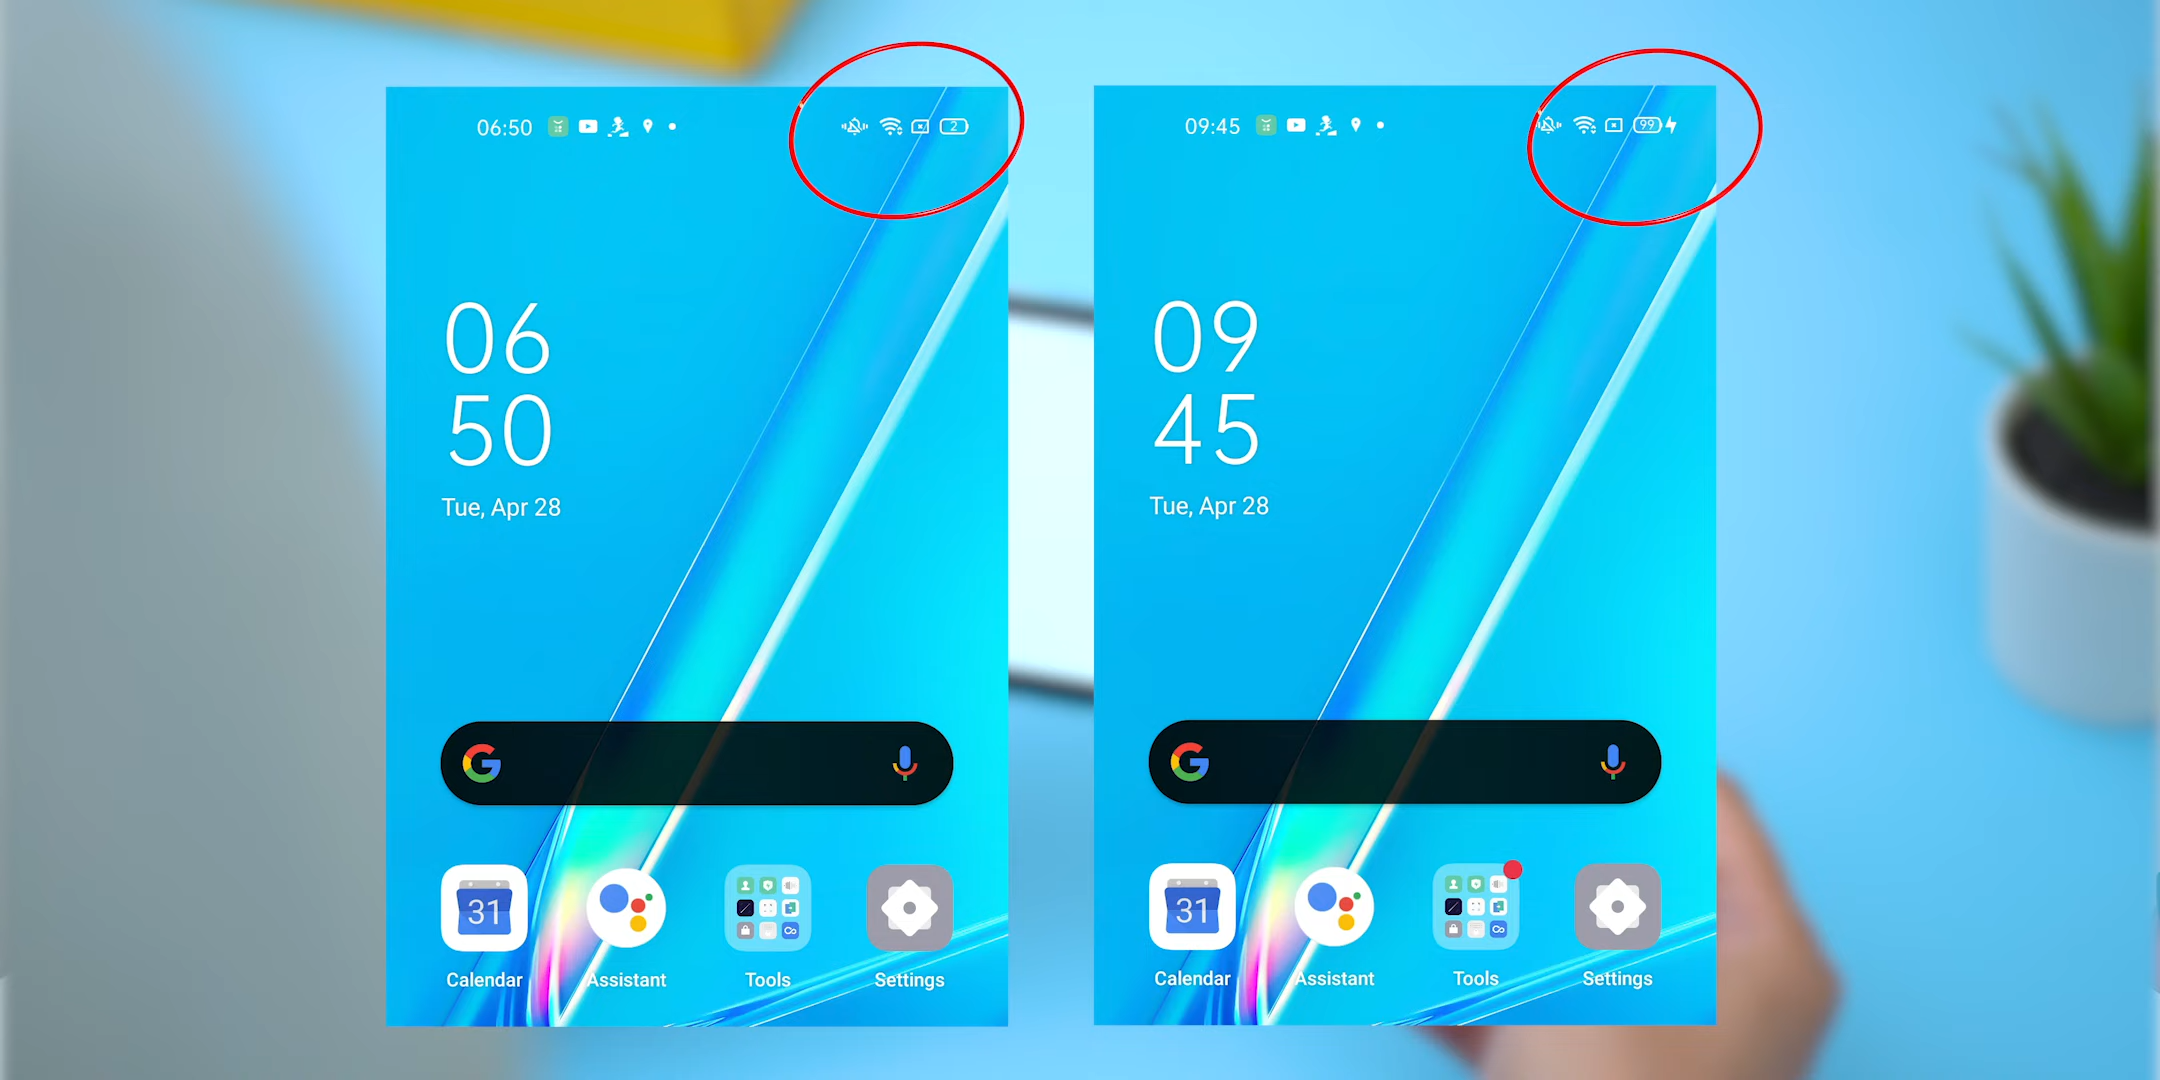 06:50
2
06
50
Tue, Apr 28
31
Calendar
Assistant
Tools
Settings
09:45
99
09
45
Tue, Apr 28
31
Calendar
Assistant
Tools
Settings